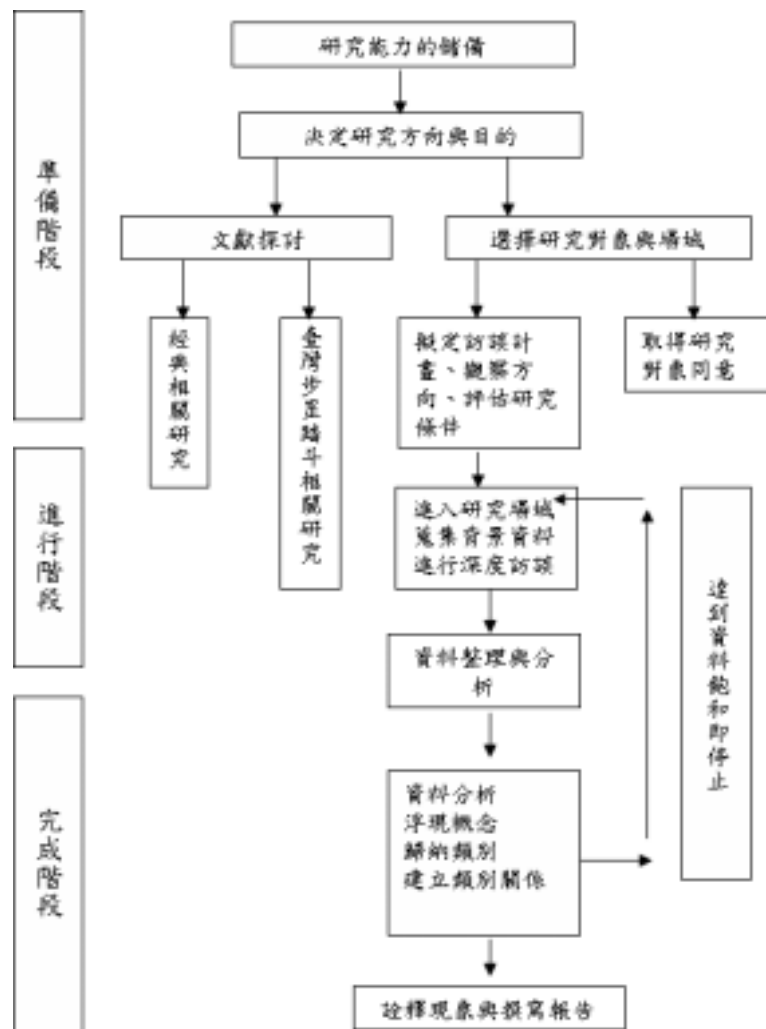 準備階段
研究能力的儲備
決定研究方向與目的
文獻探討
選擇研究對象與場域
經典相關研究
臺灣步罡踏斗相關研究
擬定訪談計
畫、觀察方
向、評估研究
條件
取得研究
對象同意
進行階段
進入研究場域
蒐集背景資料
進行深度訪談
達到資料飽和即停止
資料整理與分
析
完成階段
資料分析
浮現概念
歸納類別
建立類別關係
詮釋現象與撰寫報告